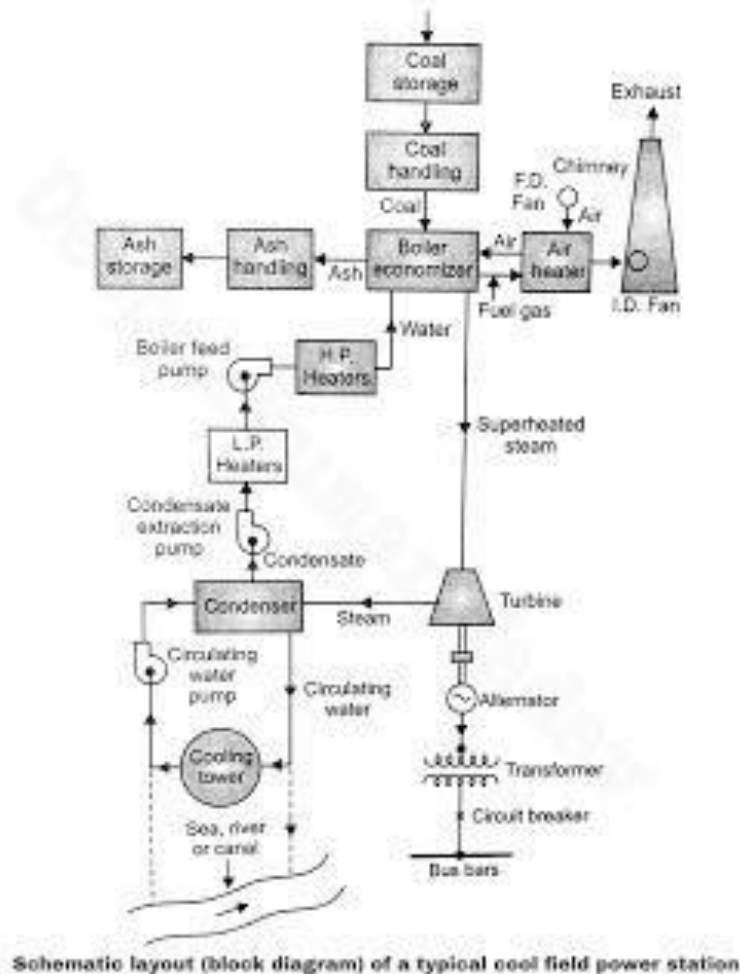 Coal
storage
Exhaust
Coal
handling
Chimney
F.D.
Fan
Air
Coal
Ash
storage
Ash
handling
Ash
Boiler
economizer
Air
Air
heater
Fuel gas
I.D. Fan
Water
Boiler feed
pump
H.P.
Heaters
Superheated
steam
L.P.
Heaters
Condensate
extraction
pump
Condensate
Condenser
Steam
Turbine
Circulating
water
pump
Circulating
water
Alternator
Cooling
tower
Transformer
Sea, river
or canal
Circuit breaker
Bus bars
Schematic layout (block diagram) of a typical cool field power station